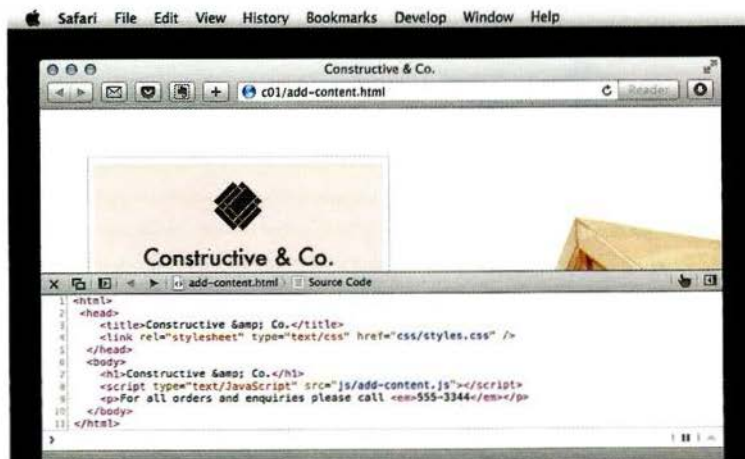 Safari File Edit View History Bookmarks Develop Window Help
Constructive & Co.
c01/add-content.html
Reader
Constructive & Co.
add-content.html
Source Code
1 <html>
2 <head>
3 <title>Constructive &amp; Co.</title>
4 <link rel="stylesheet" type="text/css" href="css/styles.css" />
5 </head>
6 <body>
7 <h1>Constructive &amp; Co.</h1>
8 <script type="text/JavaScript" src="js/add-content.js"></script>
9 <p>For all orders and enquiries please call <em>555-3344</em></p>
10 </body>
11 </html>